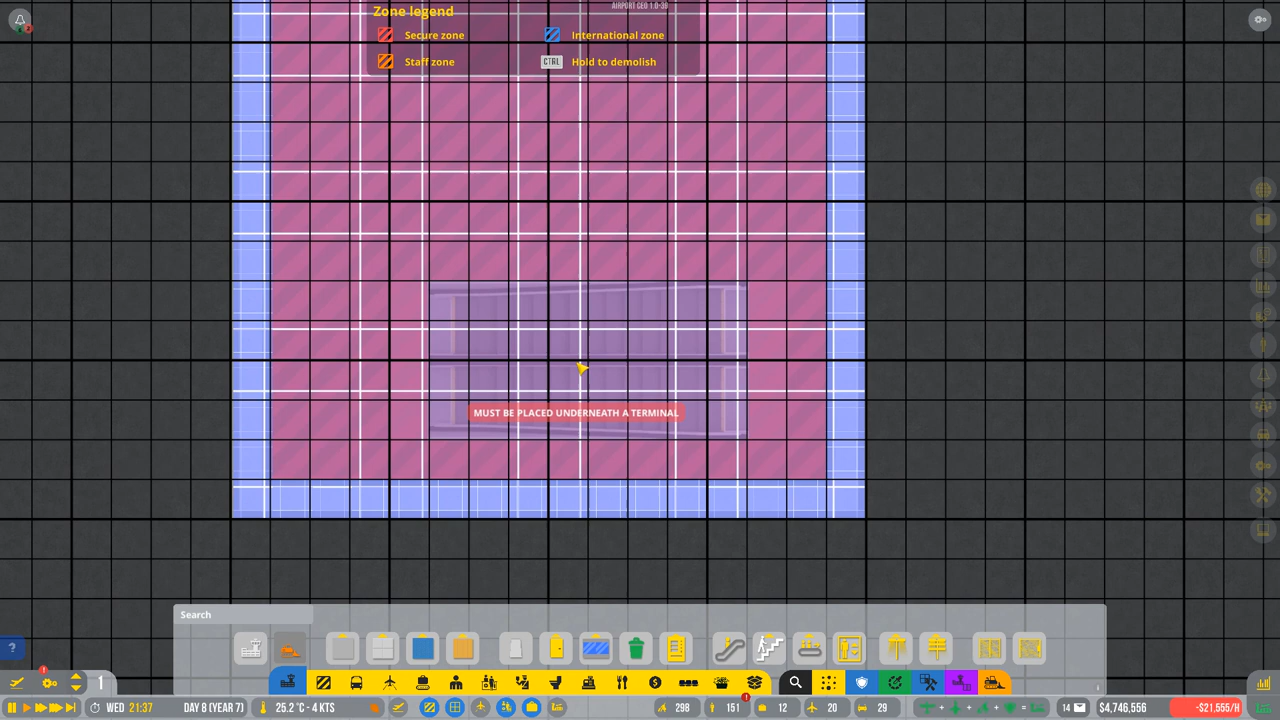 AIRPORT CEO 1.0-39
Zone legend
Secure zone
International zone
Staff zone
CTRL
Hold to demolish
MUST BE PLACED UNDERNEATH A TERMINAL
Search
?
1
WED 21:37
DAY 8 (YEAR 7)
25.2 °C - 4 KTS
298
151
12
20
29
14
$4,746,556
-$21,555/H